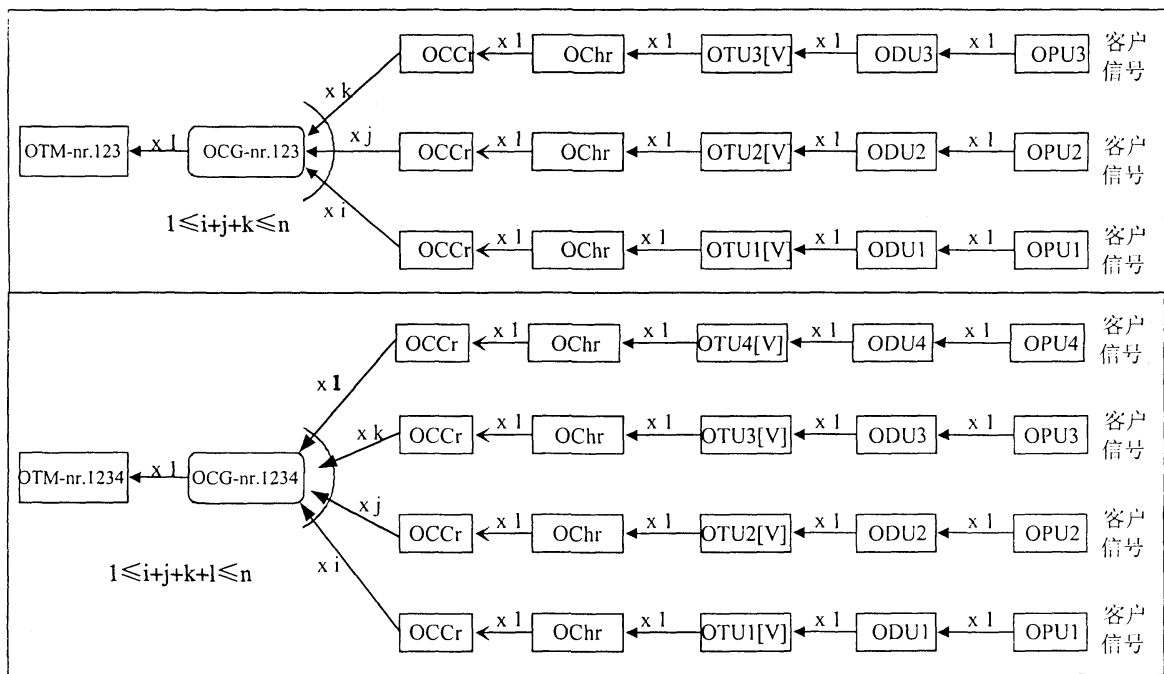 x 1 x 1 x 1 x 1 客户
OCCr OChr OTU3[V] ODU3 OPU3 信号
x k
x 1 x j x 1 x 1 x 1 x 1 客户
OTM-nr.123 OCG-nr.123 OCCr OChr OTU2[V] ODU2 OPU2 信号
x i
1≤i+j+k≤n
x 1 x 1 x 1 x 1 客户
OCCr OChr OTU1[V] ODU1 OPU1 信号
x 1 x 1 x 1 x 1 客户
OCCr OChr OTU4[V] ODU4 OPU4 信号
x 1
x k x 1 x 1 x 1 x 1 客户
OCCr OChr OTU3[V] ODU3 OPU3 信号
x 1
OTM-nr.1234 OCG-nr.1234
x j x 1 x 1 x 1 x 1 客户
OCCr OChr OTU2[V] ODU2 OPU2 信号
x i
1≤i+j+k+l≤n
x 1 x 1 x 1 x 1 客户
OCCr OChr OTU1[V] ODU1 OPU1 信号